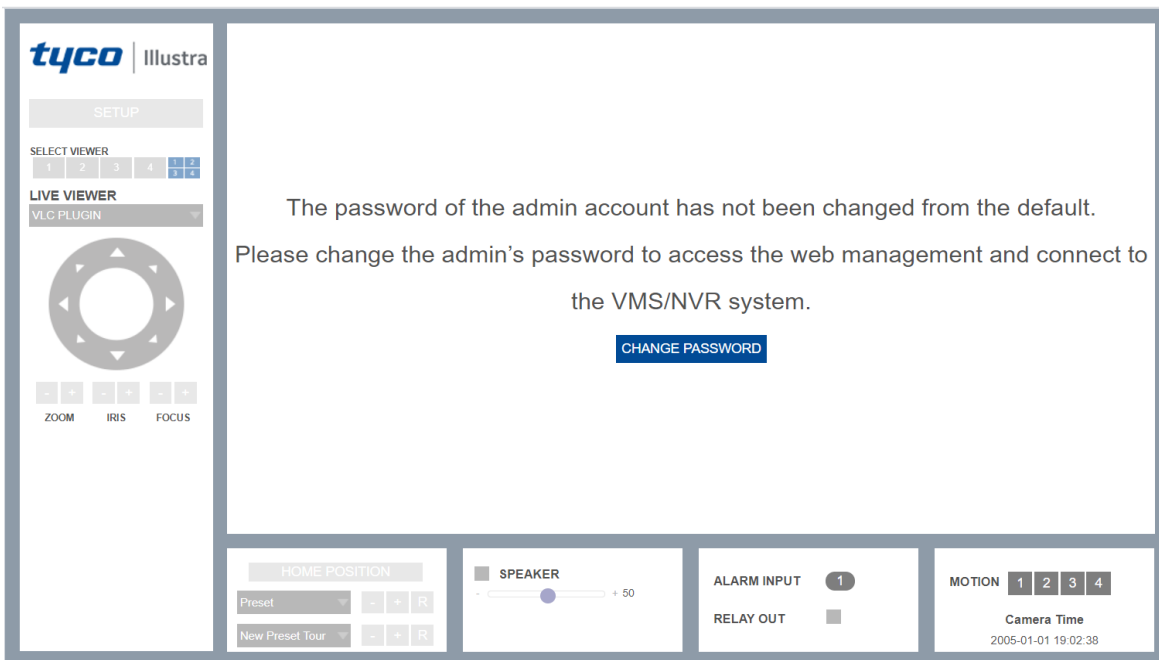 tyco | Illustra
SETUP
SELECT VIEWER
1 2 3 4 1 2
3 4
LIVE VIEWER
VLC PLUGIN
- + - + - +
ZOOM IRIS FOCUS
The password of the admin account has not been changed from the default.
Please change the admin's password to access the web management and connect to
the VMS/NVR system.
CHANGE PASSWORD
HOME POSITION
Preset - + R
New Preset Tour - + R
SPEAKER
- + 50
ALARM INPUT 1
RELAY OUT
MOTION 1 2 3 4
Camera Time
2005-01-01 19:02:38